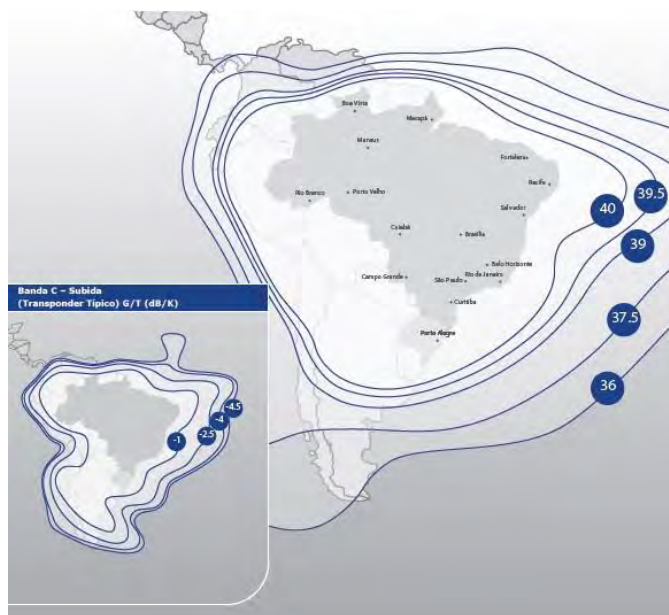 Boa Vista
Macapá
Manaus
Fortaleza
Recife
Rio Branco
Porto Velho
Salvador
40
39.5
Cuiabá
Brasília
39
Belo Horizonte
Campo Grande
São Paulo
Rio de Janeiro
Curitiba
37.5
Porto Alegre
36
Banda C – Subida
(Transponder Típico) G/T (dB/K)
-4.5
-4
-2.5
-1